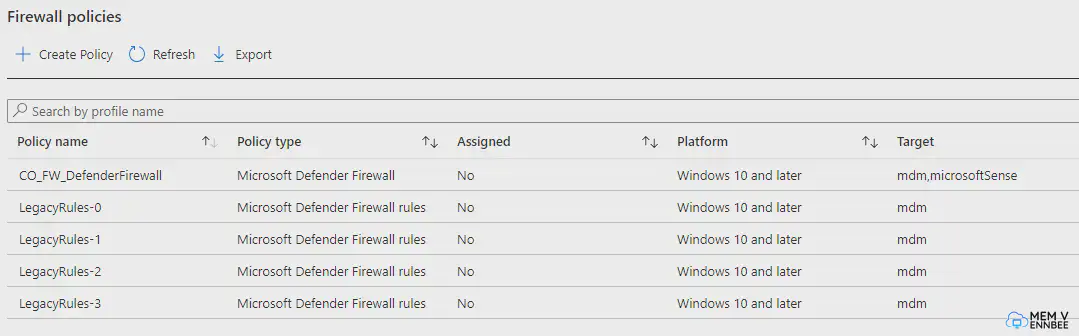 Firewall policies
Create Policy Refresh Export
Search by profile name
Policy name Policy type Assigned Platform Target
CO_FW_DefenderFirewall Microsoft Defender Firewall No Windows 10 and later mdm,microsoftSense
LegacyRules-0 Microsoft Defender Firewall rules No Windows 10 and later mdm
LegacyRules-1 Microsoft Defender Firewall rules No Windows 10 and later mdm
LegacyRules-2 Microsoft Defender Firewall rules No Windows 10 and later mdm
LegacyRules-3 Microsoft Defender Firewall rules No Windows 10 and later mdm
MEM V
ENNBEE